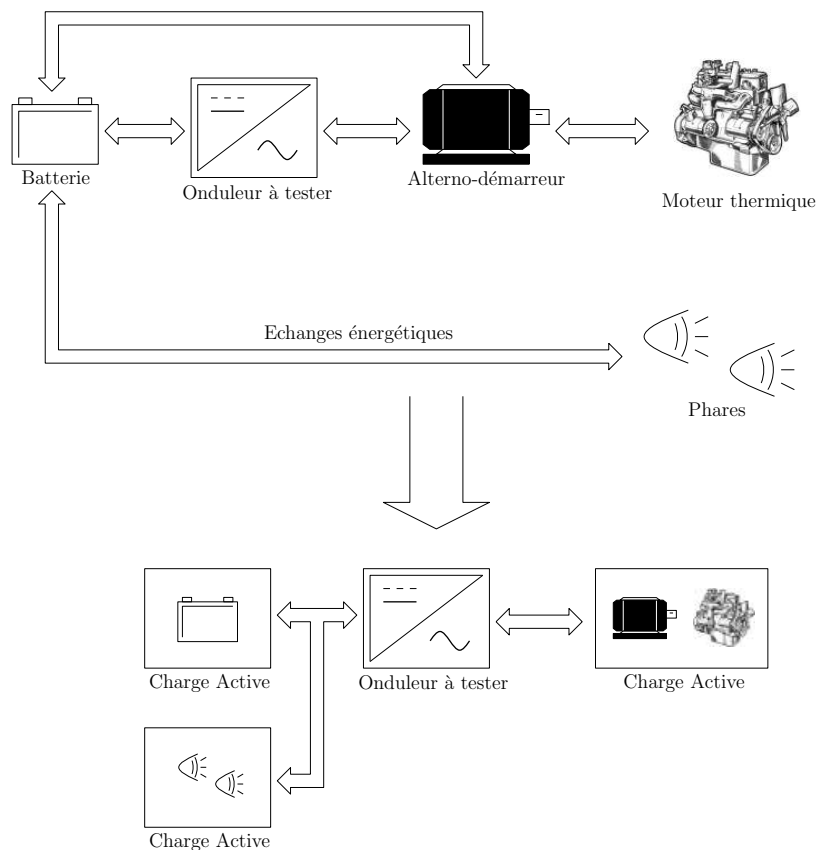 Batterie
Onduleur à tester
Alterno-démarreur
Moteur thermique
Echanges énergétiques
Phares
Charge Active
Onduleur à tester
Charge Active
Charge Active